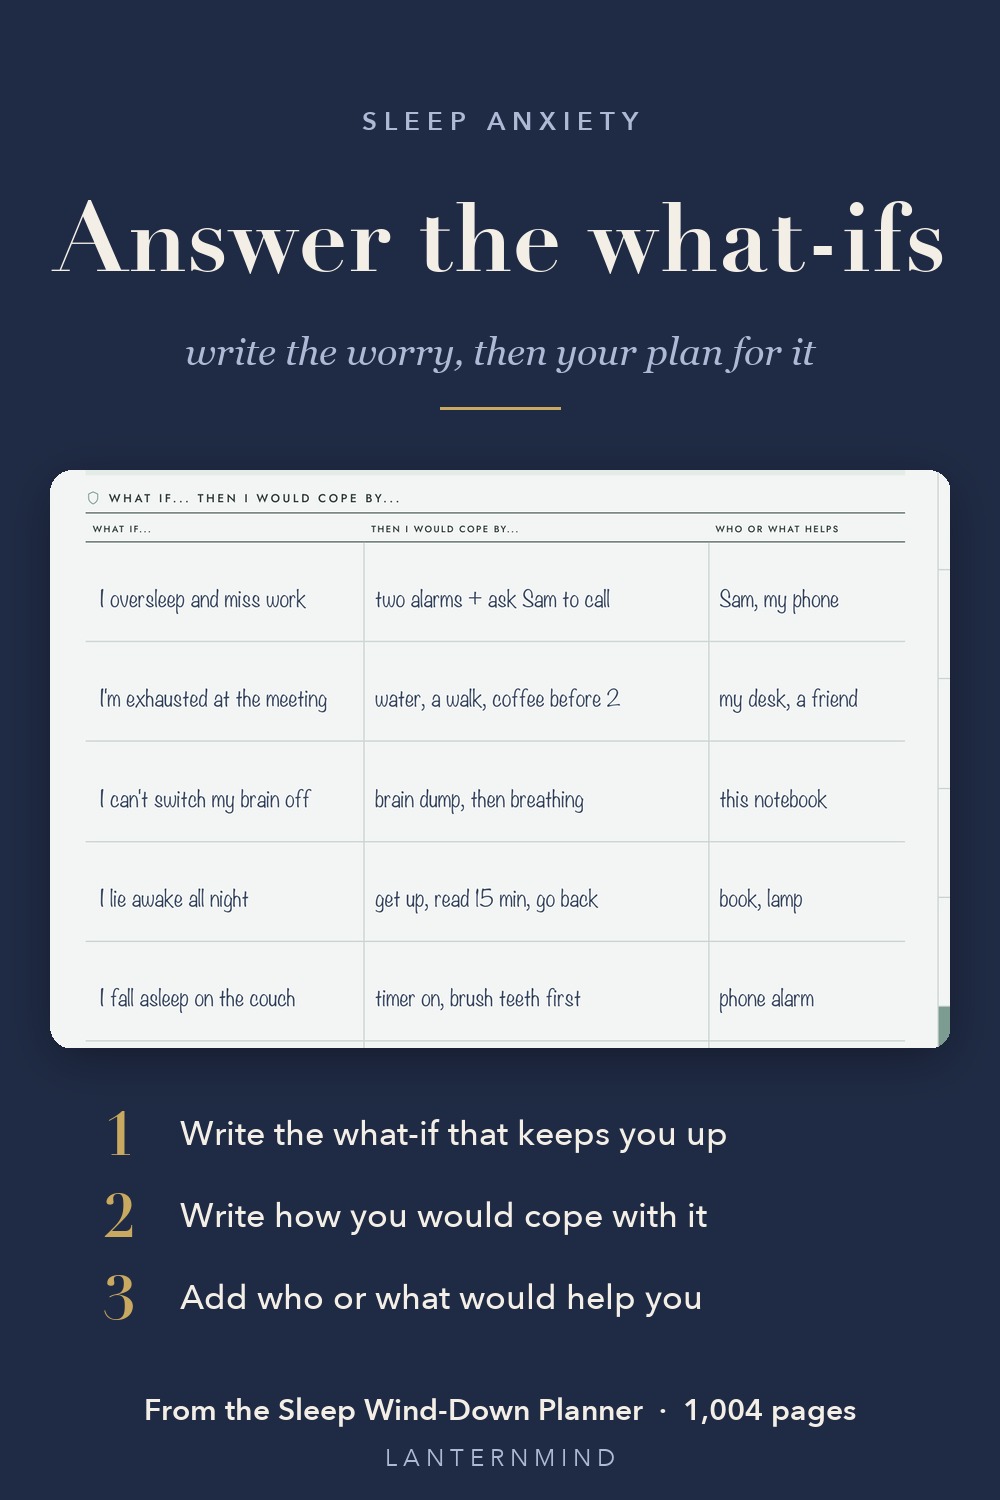 SLEEP ANXIETY
Answer the what-ifs
write the worry, then your plan for it
WHAT IF... THEN I WOULD COPE BY...
WHAT IF... THEN I WOULD COPE BY... WHO OR WHAT HELPS
I oversleep and miss work two alarms + ask Sam to call Sam, my phone
I'm exhausted at the meeting water, a walk, coffee before 2 my desk, a friend
I can't switch my brain off brain dump, then breathing this notebook
I lie awake all night get up, read 15 min, go back book, lamp
I fall asleep on the couch timer on, brush teeth first phone alarm
1 Write the what-if that keeps you up
2 Write how you would cope with it
3 Add who or what would help you
From the Sleep Wind-Down Planner · 1,004 pages
LANTERNMIND